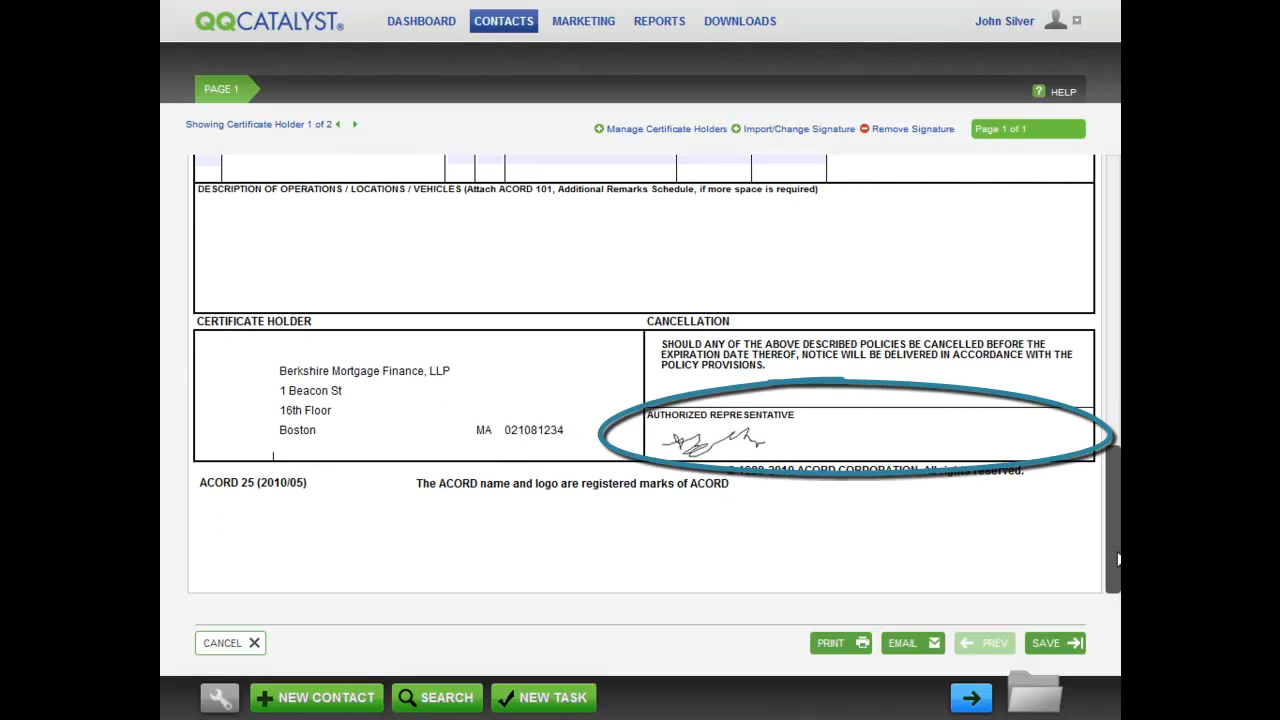 QQCATALYST®
DASHBOARD CONTACTS MARKETING REPORTS DOWNLOADS
John Silver
PAGE 1
? HELP
Showing Certificate Holder 1 of 2
Manage Certificate Holders Import/Change Signature Remove Signature
Page 1 of 1
DESCRIPTION OF OPERATIONS / LOCATIONS / VEHICLES (Attach ACORD 101, Additional Remarks Schedule, if more space is required)
CERTIFICATE HOLDER
Berkshire Mortgage Finance, LLP
1 Beacon St
16th Floor
Boston MA 021081234
CANCELLATION
SHOULD ANY OF THE ABOVE DESCRIBED POLICIES BE CANCELLED BEFORE THE
EXPIRATION DATE THEREOF, NOTICE WILL BE DELIVERED IN ACCORDANCE WITH THE
POLICY PROVISIONS.
AUTHORIZED REPRESENTATIVE
© 1988-2010 ACORD CORPORATION. All rights reserved.
ACORD 25 (2010/05) The ACORD name and logo are registered marks of ACORD
CANCEL
PRINT EMAIL PREV SAVE
NEW CONTACT SEARCH NEW TASK